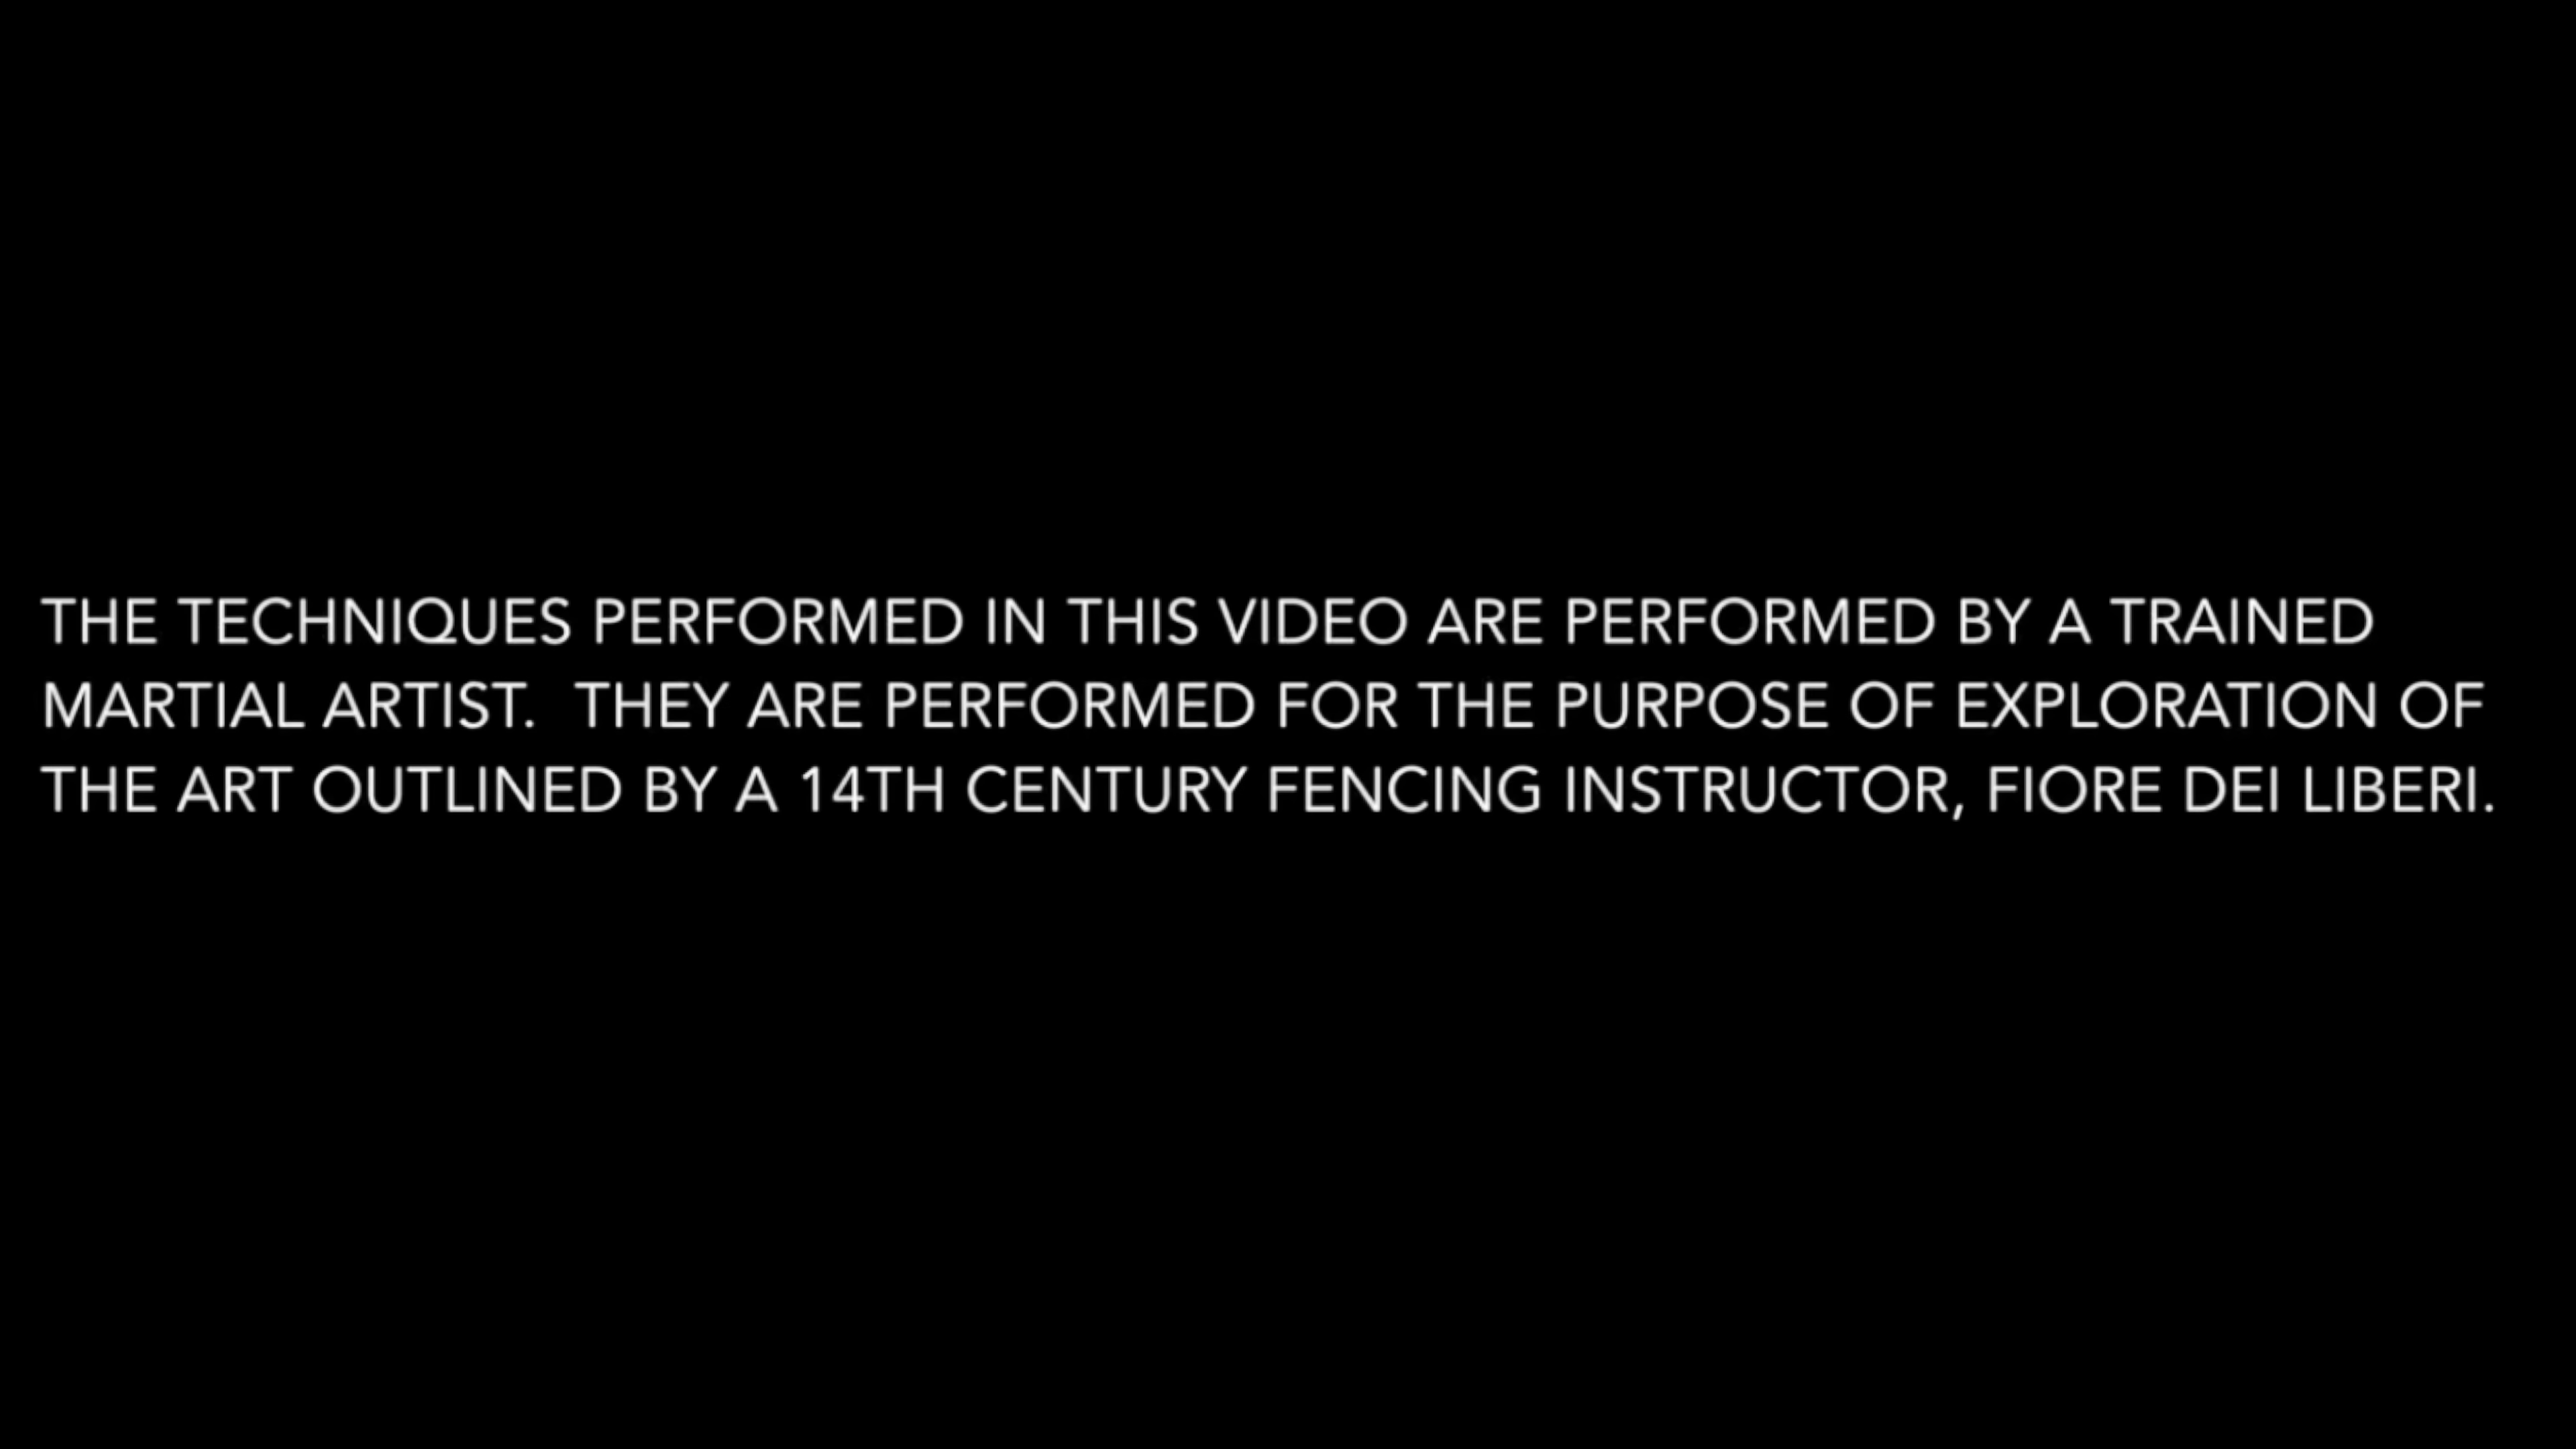 THE TECHNIQUES PERFORMED IN THIS VIDEO ARE PERFORMED BY A TRAINED
MARTIAL ARTIST.  THEY ARE PERFORMED FOR THE PURPOSE OF EXPLORATION OF
THE ART OUTLINED BY A 14TH CENTURY FENCING INSTRUCTOR, FIORE DEI LIBERI.